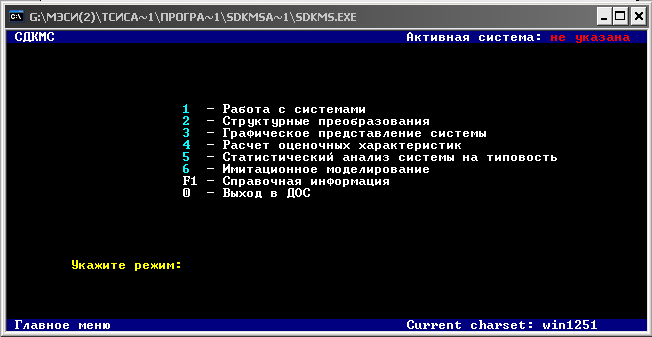 G:\МЭСИ(2)\ТСИСА~1\ПРОГРА~1\SDKMSA~1\SDKMS.EXE
СДКМС Активная система: не указана
1 - Работа с системами
2 - Структурные преобразования
3 - Графическое представление системы
4 - Расчет оценочных характеристик
5 - Статистический анализ системы на типовость
6 - Имитационное моделирование
F1 - Справочная информация
0 - Выход в ДОС
Укажите режим:
Главное меню Current charset: win1251